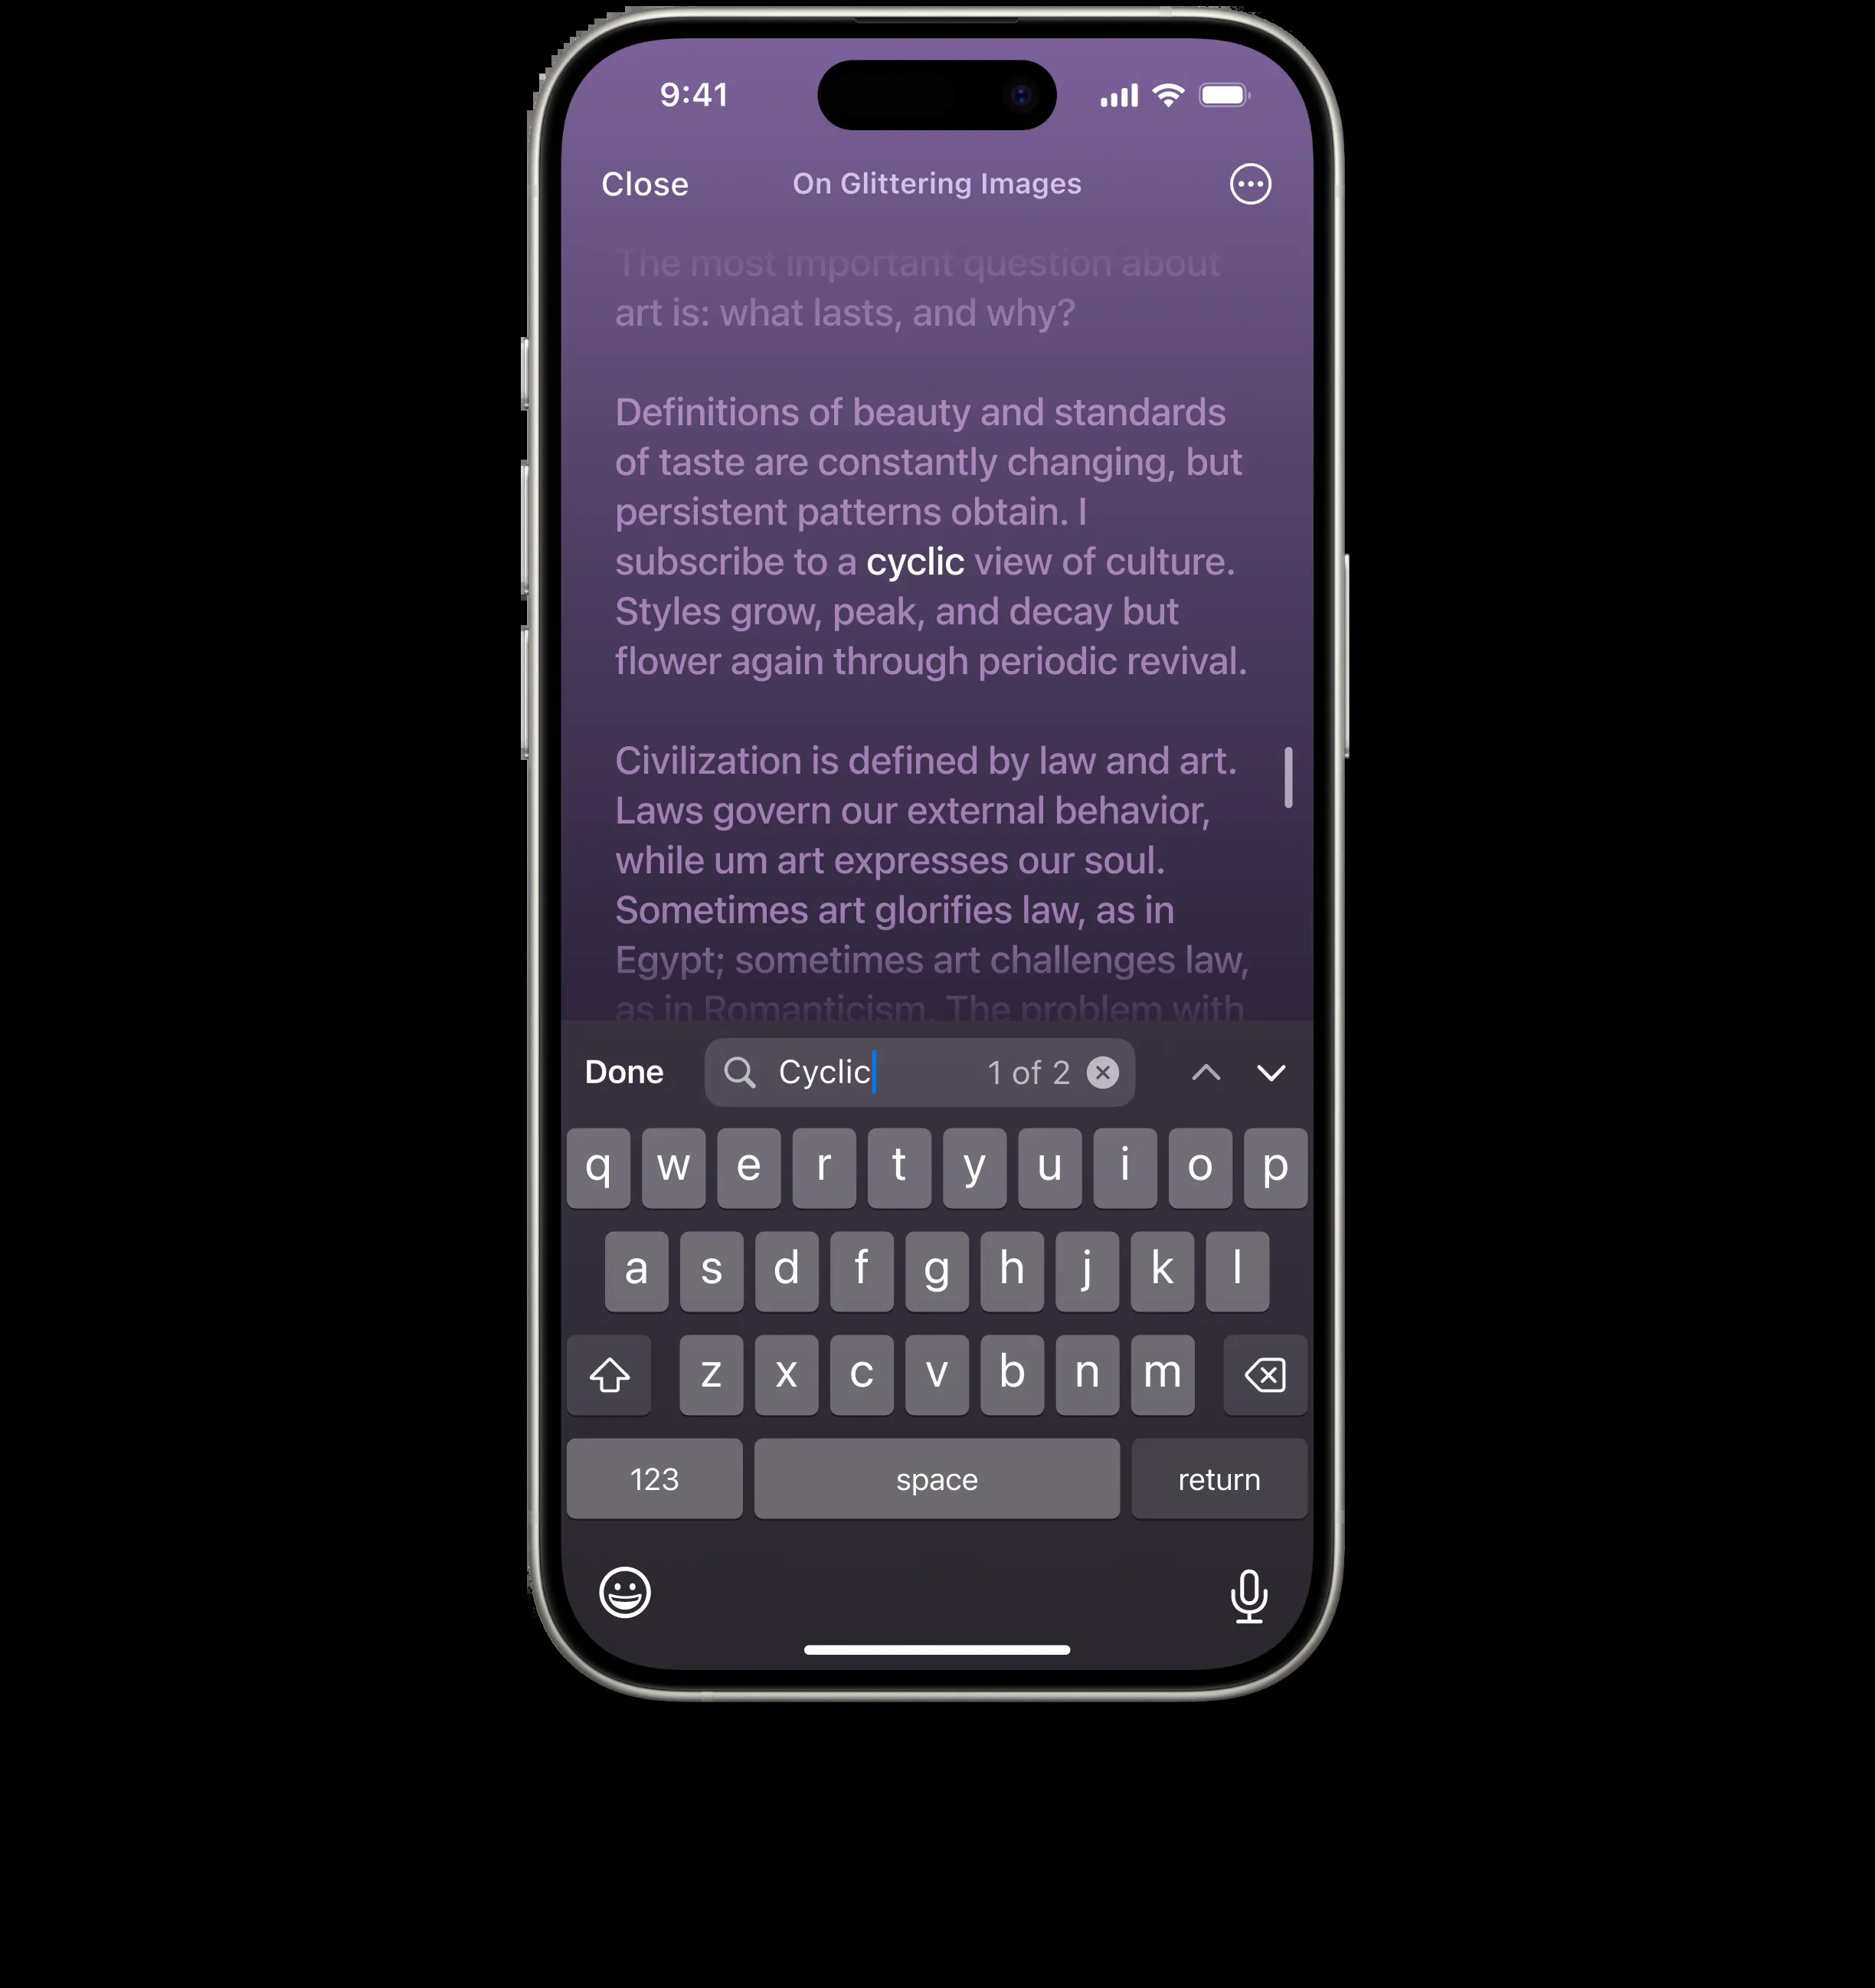 9:41
Close
On Glittering Images
The most important question about
art is: what lasts, and why?
Definitions of beauty and standards
of taste are constantly changing, but
persistent patterns obtain. I
subscribe to a cyclic view of culture.
Styles grow, peak, and decay but
flower again through periodic revival.
Civilization is defined by law and art.
Laws govern our external behavior,
while um art expresses our soul.
Sometimes art glorifies law, as in
Egypt; sometimes art challenges law,
as in Romanticism. The problem with
Done
Cyclic
1 of 2
q w e r t y u i o p
a s d f g h j k l
z x c v b n m
123 space return